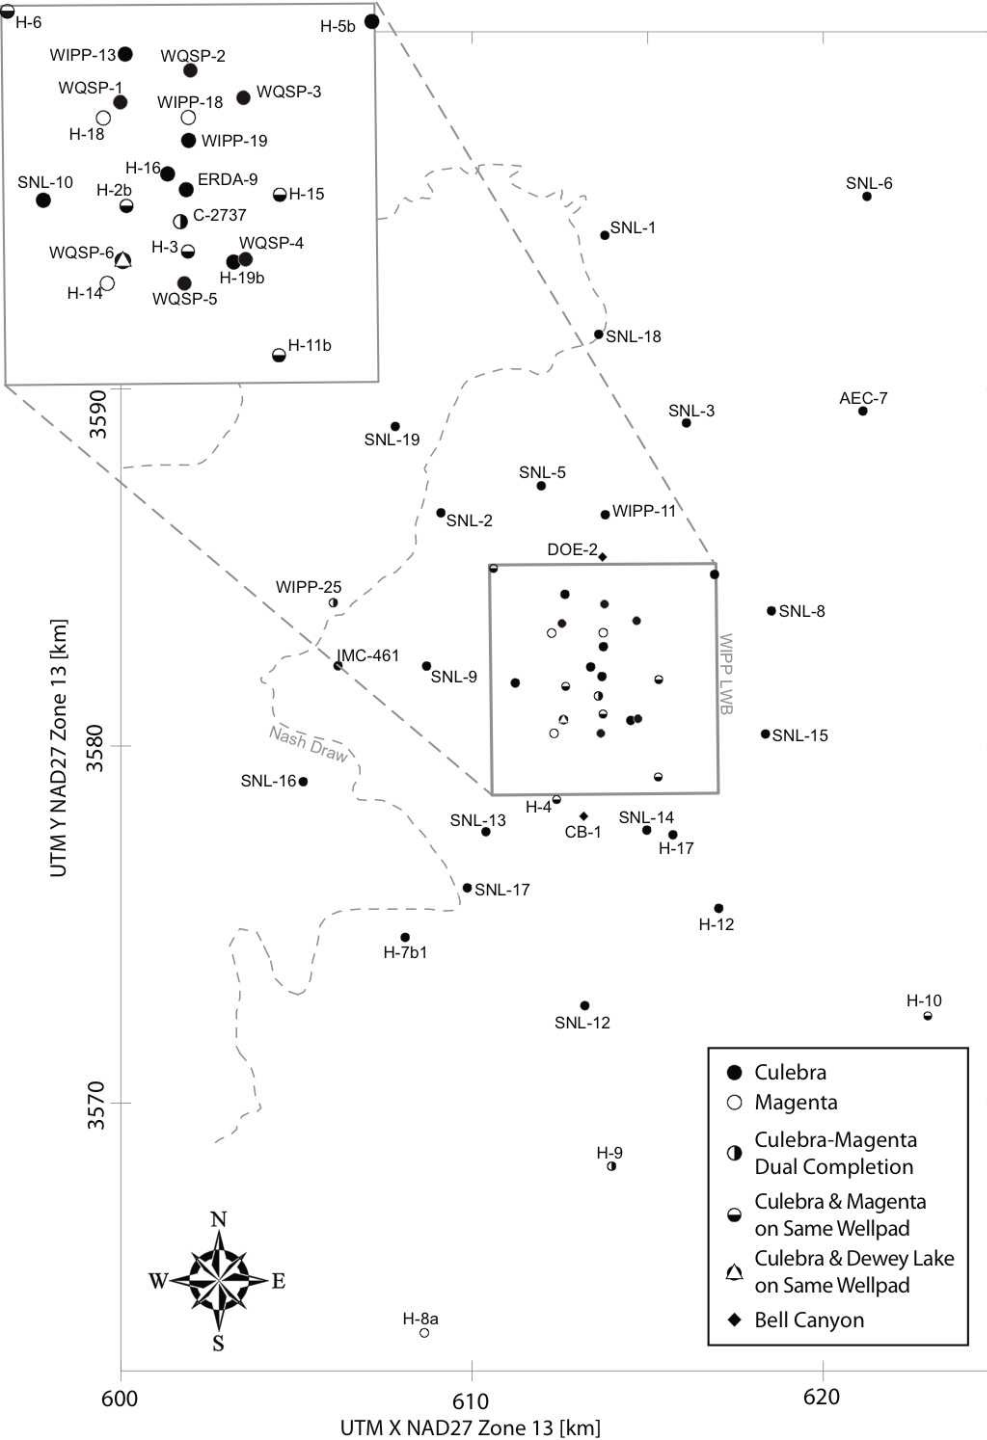 H-6
H-5b
WIPP-13
WQSP-2
WQSP-1
WIPP-18
WQSP-3
H-18
WIPP-19
H-16
SNL-10
H-2b
ERDA-9
H-15
C-2737
WQSP-6
H-3
WQSP-4
H-19b
H-14
WQSP-5
H-11b
SNL-6
SNL-1
SNL-18
3590
SNL-3
AEC-7
SNL-19
SNL-5
SNL-2
WIPP-11
DOE-2
WIPP-25
SNL-8
IMC-461
SNL-9
WIPP LWB
UTM Y NAD27 Zone 13 [km]
3580
Nash Draw
SNL-15
SNL-16
H-4
SNL-13
CB-1
SNL-14
H-17
SNL-17
H-12
H-7b1
SNL-12
H-10
3570
Culebra
Magenta
Culebra-Magenta
Dual Completion
Culebra & Magenta
on Same Wellpad
Culebra & Dewey Lake
on Same Wellpad
Bell Canyon
H-9
N
W
E
S
H-8a
600
610
620
UTM X NAD27 Zone 13 [km]